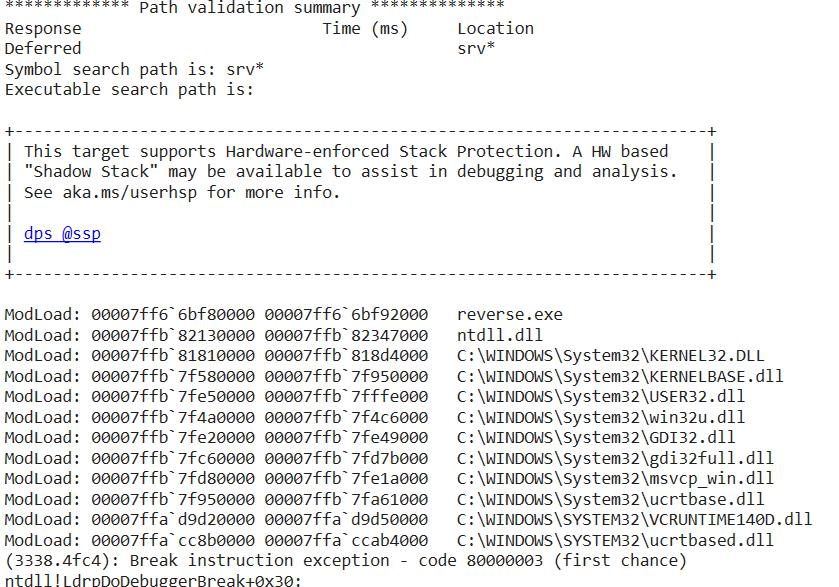 ************* Path validation summary **************
Response                         Time (ms)     Location
Deferred                                       srv*
Symbol search path is: srv*
Executable search path is:
+------------------------------------------------------------------------+
| This target supports Hardware-enforced Stack Protection. A HW based    |
| "Shadow Stack" may be available to assist in debugging and analysis.   |
| See aka.ms/userhsp for more info.                                      |
|                                                                        |
| dps @ssp                                                               |
|                                                                        |
+------------------------------------------------------------------------+
ModLoad: 00007ff6`6bf80000 00007ff6`6bf92000   reverse.exe
ModLoad: 00007ffb`82130000 00007ffb`82347000   ntdll.dll
ModLoad: 00007ffb`81810000 00007ffb`818d4000   C:\WINDOWS\System32\KERNEL32.DLL
ModLoad: 00007ffb`7f580000 00007ffb`7f950000   C:\WINDOWS\System32\KERNELBASE.dll
ModLoad: 00007ffb`7fe50000 00007ffb`7fffe000   C:\WINDOWS\System32\USER32.dll
ModLoad: 00007ffb`7f4a0000 00007ffb`7f4c6000   C:\WINDOWS\System32\win32u.dll
ModLoad: 00007ffb`7fe20000 00007ffb`7fe49000   C:\WINDOWS\System32\GDI32.dll
ModLoad: 00007ffb`7fc60000 00007ffb`7fd7b000   C:\WINDOWS\System32\gdi32full.dll
ModLoad: 00007ffb`7fd80000 00007ffb`7fe1a000   C:\WINDOWS\System32\msvcp_win.dll
ModLoad: 00007ffb`7f950000 00007ffb`7fa61000   C:\WINDOWS\System32\ucrtbase.dll
ModLoad: 00007ffa`d9d20000 00007ffa`d9d50000   C:\WINDOWS\SYSTEM32\VCRUNTIME140D.dll
ModLoad: 00007ffa`cc8b0000 00007ffa`ccab4000   C:\WINDOWS\SYSTEM32\ucrtbased.dll
(3338.4fc4): Break instruction exception - code 80000003 (first chance)
ntdll!LdrpDoDebuggerBreak+0x30: